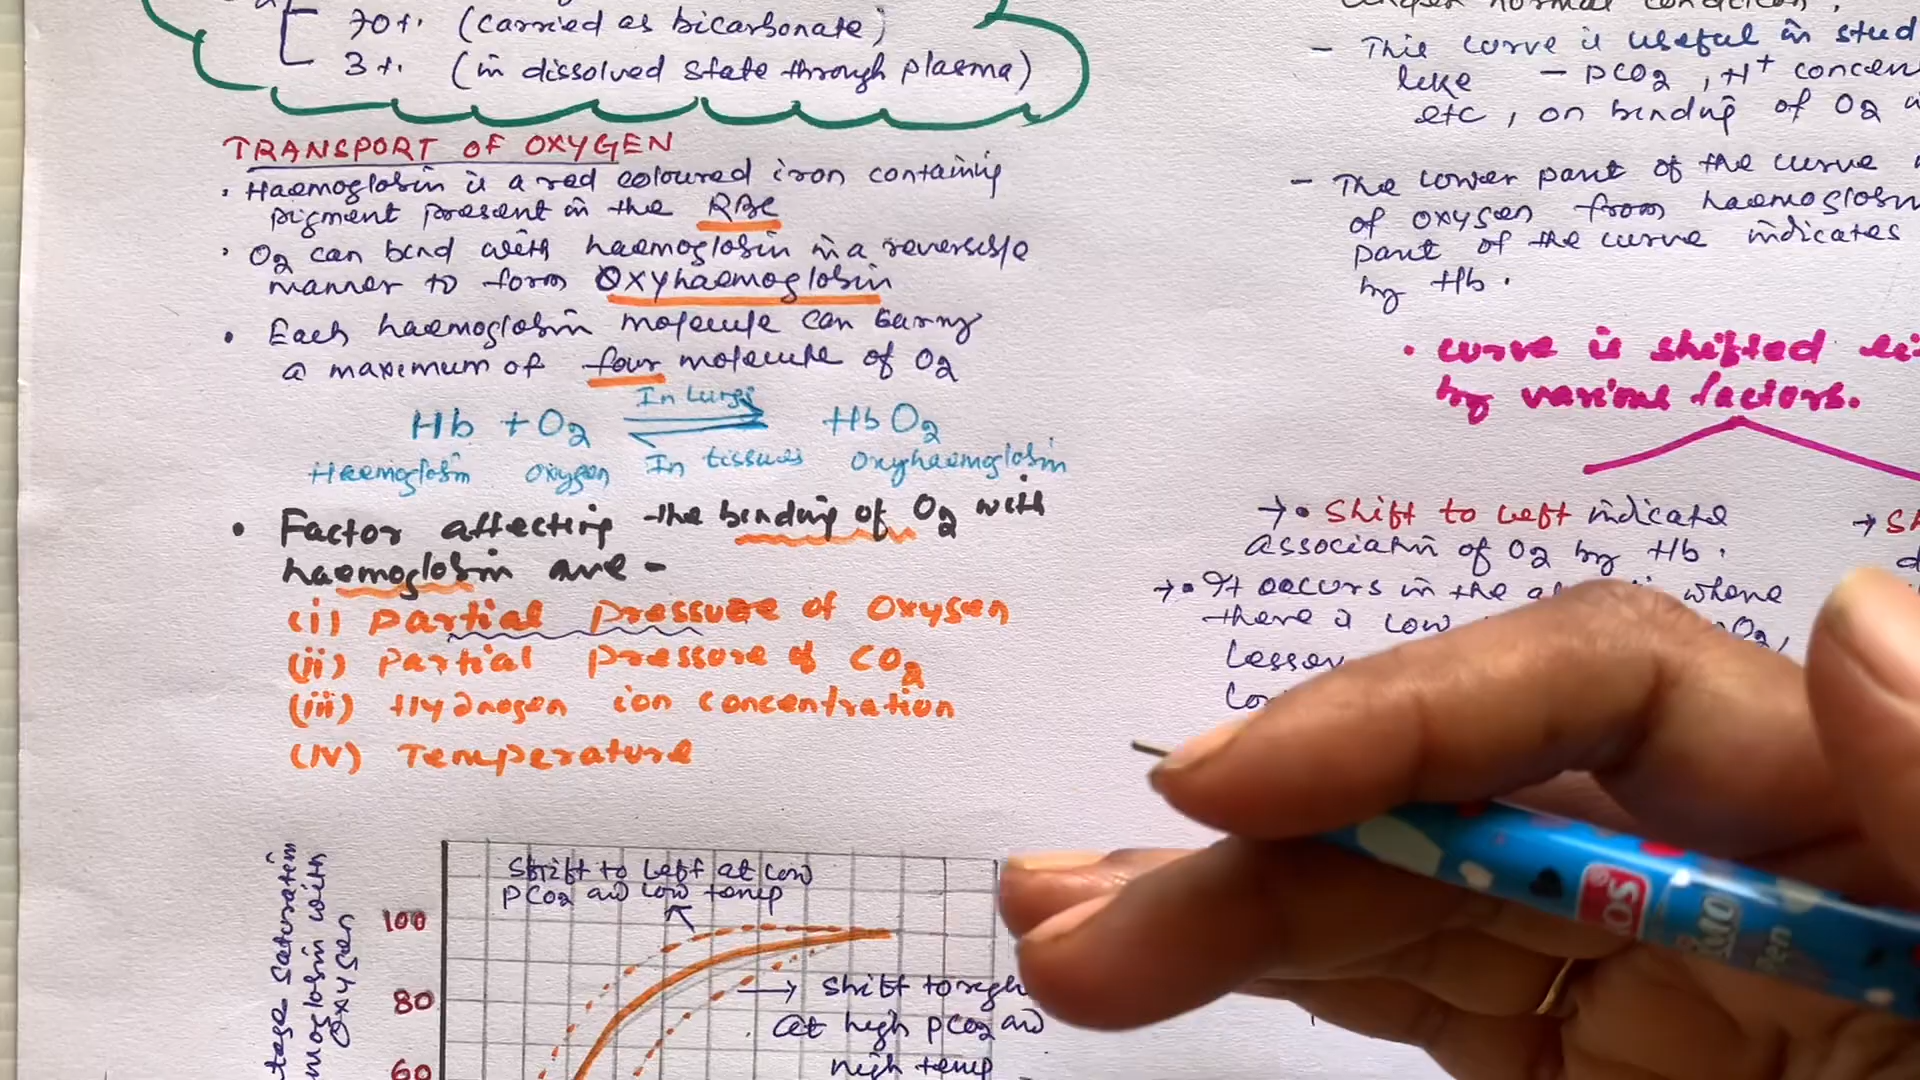 70%. (carried as bicarbonate)
3%. (in dissolved state through plasma)
TRANSPORT OF OXYGEN
• Haemoglobin is a red coloured iron containing
pigment present in the RBC
• O2 can bind with haemoglobin in a reversible
manner to form Oxyhaemoglobin
• Each haemoglobin molecule can carry
a maximum of four molecule of O2
In Lungs
Hb + O2 HbO2
Haemoglobin oxygen In tissues Oxyhaemoglobin
• Factor affecting the binding of O2 with
haemoglobin are -
(i) Partial pressure of Oxygen
(ii) Partial pressure of CO2
(iii) Hydrogen ion concentration
(iv) Temperature
Shift to Left at low
PCO2 and low temp
100
80
60
Shift to righ
at high PCO2 and
high temp
moglobin with
Oxygen
- This curve is useful in stud
like - PCO2, H+ concen
etc, on binding of O2 w
- The lower part of the curve
of oxygen from haemoglobin
part of the curve indicates
by Hb.
• curve is shifted
by various factors.
→ • Shift to Left indicate
Associatin of O2 by Hb.
→ • It occurs in the where
there is low O2,
Lesser